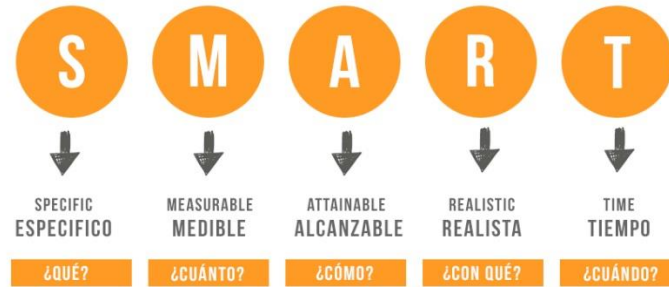 S M A R T
SPECIFIC MEASURABLE ATTAINABLE REALISTIC TIME
ESPECIFICO MEDIBLE ALCANZABLE REALISTA TIEMPO
¿QUÉ? ¿CUÁNTO? ¿CÓMO? ¿CON QUÉ? ¿CUÁNDO?